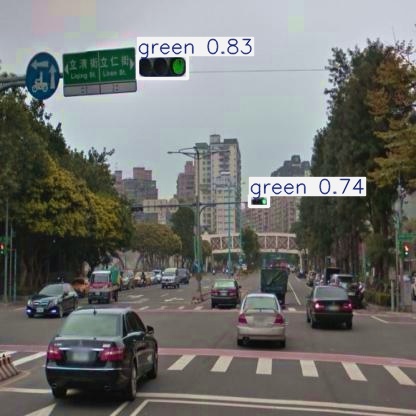 green 0.83
立清街 立仁街
Liqing St. Liren St.
green 0.74